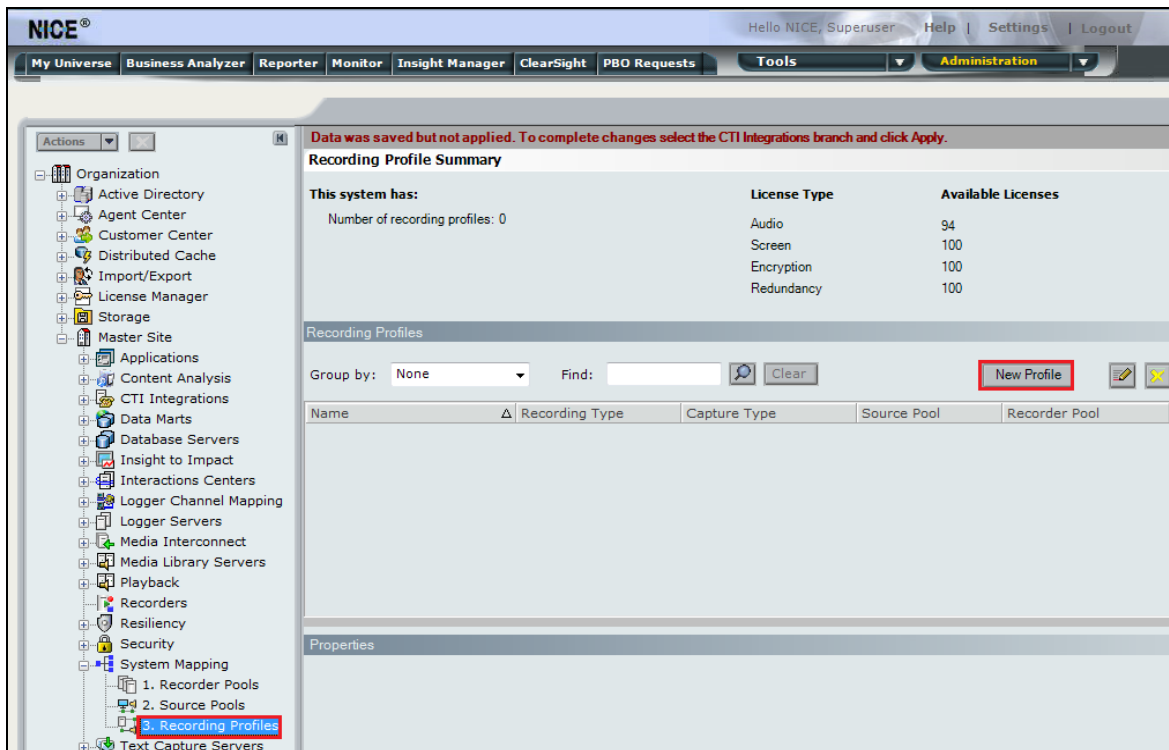 NICE®
Hello NICE, Superuser Help | Settings | Logout
My Universe Business Analyzer Reporter Monitor Insight Manager ClearSight PBO Requests Tools Administration
Actions
Organization
Active Directory
Agent Center
Customer Center
Distributed Cache
Import/Export
License Manager
Storage
Master Site
Applications
Content Analysis
CTI Integrations
Data Marts
Database Servers
Insight to Impact
Interactions Centers
Logger Channel Mapping
Logger Servers
Media Interconnect
Media Library Servers
Playback
Recorders
Resiliency
Security
System Mapping
1. Recorder Pools
2. Source Pools
3. Recording Profiles
Text Capture Servers
Data was saved but not applied. To complete changes select the CTI Integrations branch and click Apply.
Recording Profile Summary
This system has:
Number of recording profiles: 0
License Type Available Licenses
Audio 94
Screen 100
Encryption 100
Redundancy 100
Recording Profiles
Group by: None Find: Clear New Profile
Name Recording Type Capture Type Source Pool Recorder Pool
Properties